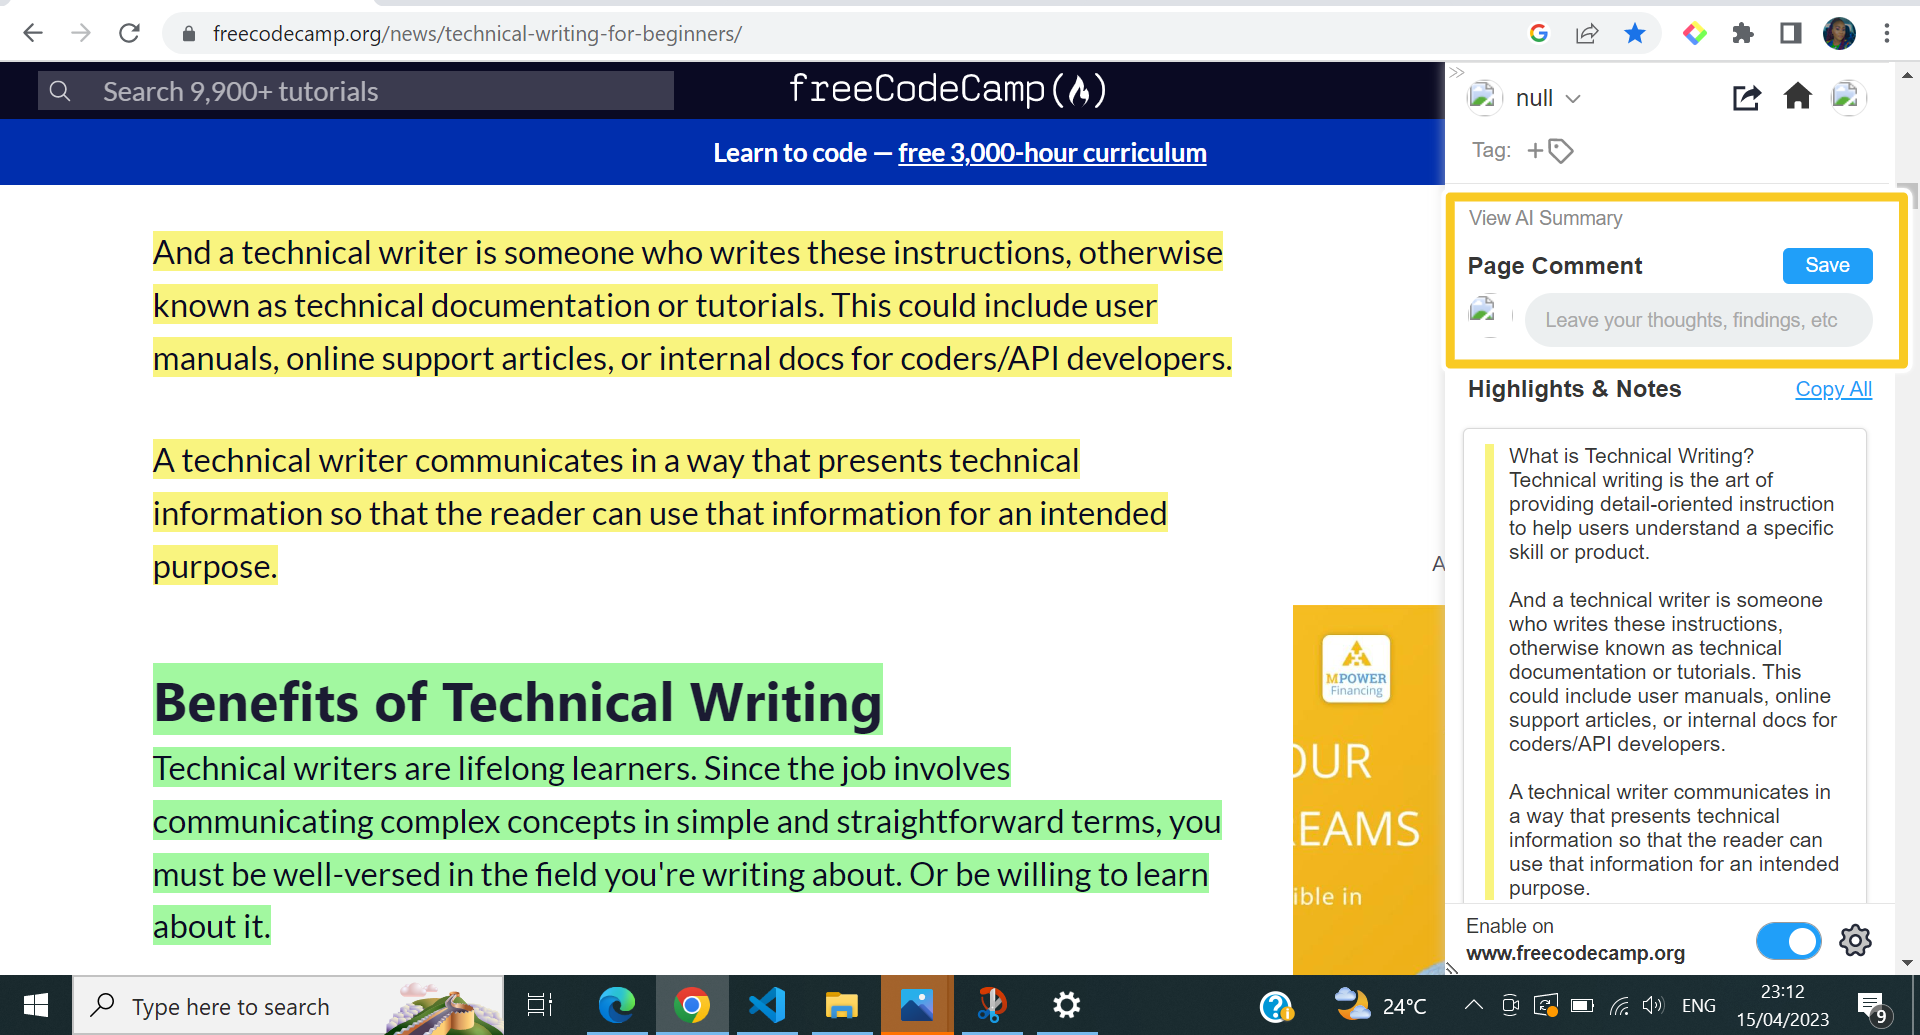 freecodecamp.org/news/technical-writing-for-beginners/
Search 9,900+ tutorials
freeCodeCamp
Learn to code — free 3,000-hour curriculum
And a technical writer is someone who writes these instructions, otherwise
known as technical documentation or tutorials. This could include user
manuals, online support articles, or internal docs for coders/API developers.
A technical writer communicates in a way that presents technical
information so that the reader can use that information for an intended
purpose.
Benefits of Technical Writing
Technical writers are lifelong learners. Since the job involves
communicating complex concepts in simple and straightforward terms, you
must be well-versed in the field you're writing about. Or be willing to learn
about it.
A
MPOWER
Financing
OUR
REAMS
ible in
null
Tag:
View AI Summary
Page Comment
Save
Leave your thoughts, findings, etc
Highlights & Notes
Copy All
What is Technical Writing?
Technical writing is the art of
providing detail-oriented instruction
to help users understand a specific
skill or product.
And a technical writer is someone
who writes these instructions,
otherwise known as technical
documentation or tutorials. This
could include user manuals, online
support articles, or internal docs for
coders/API developers.
A technical writer communicates in
a way that presents technical
information so that the reader can
use that information for an intended
purpose.
Enable on
www.freecodecamp.org
Type here to search
24°C
ENG
23:12
15/04/2023
9